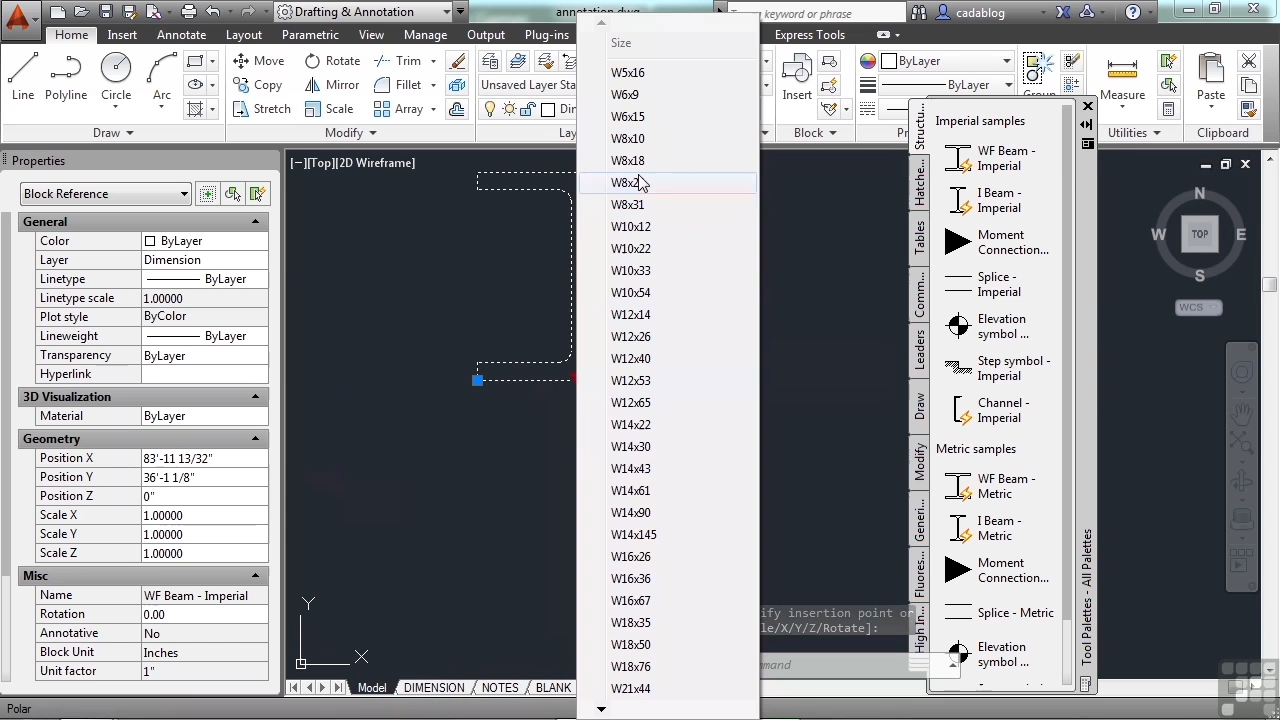 Drafting & Annotation
annotation.dwg
keyword or phrase
cadablog
Home
Insert
Annotate
Layout
Parametric
View
Manage
Output
Plug-ins
Express Tools
Line
Polyline
Circle
Arc
Move
Rotate
Trim
Copy
Mirror
Fillet
Stretch
Scale
Array
Unsaved Layer
Insert
ByLayer
ByLayer
Group
Measure
Paste
Draw
Modify
Block
Utilities
Clipboard
Properties
Block Reference
General
Color
ByLayer
Layer
Dimension
Linetype
ByLayer
Linetype scale
1.00000
Plot style
ByColor
Lineweight
ByLayer
Transparency
ByLayer
Hyperlink
3D Visualization
Material
ByLayer
Geometry
Position X
83'-11 13/32"
Position Y
36'-1 1/8"
Position Z
0"
Scale X
1.00000
Scale Y
1.00000
Scale Z
1.00000
Misc
Name
WF Beam - Imperial
Rotation
0.00
Annotative
No
Block Unit
Inches
Unit factor
1"
Polar
[−][Top][2D Wireframe]
Y
X
Model
DIMENSION
NOTES
BLANK
Size
W5x16
W6x9
W6x15
W8x10
W8x18
W8x31
W10x12
W10x22
W10x33
W10x54
W12x14
W12x26
W12x40
W12x53
W12x65
W14x22
W14x30
W14x43
W14x61
W14x90
W14x145
W16x26
W16x36
W16x67
W18x35
W18x50
W18x76
W21x44
insertion point or
Scale/X/Y/Z/Rotate]:
Tables
Leaders
Draw
Modify
Imperial samples
WF Beam -
Imperial
I Beam -
Imperial
Moment
Connection...
Splice -
Imperial
Elevation
symbol ...
Step symbol -
Imperial
Channel -
Imperial
Metric samples
WF Beam -
Metric
I Beam -
Metric
Moment
Connection...
Splice - Metric
Elevation
symbol ...
Tool Palettes - All Palettes
N
W
TOP
E
S
WCS